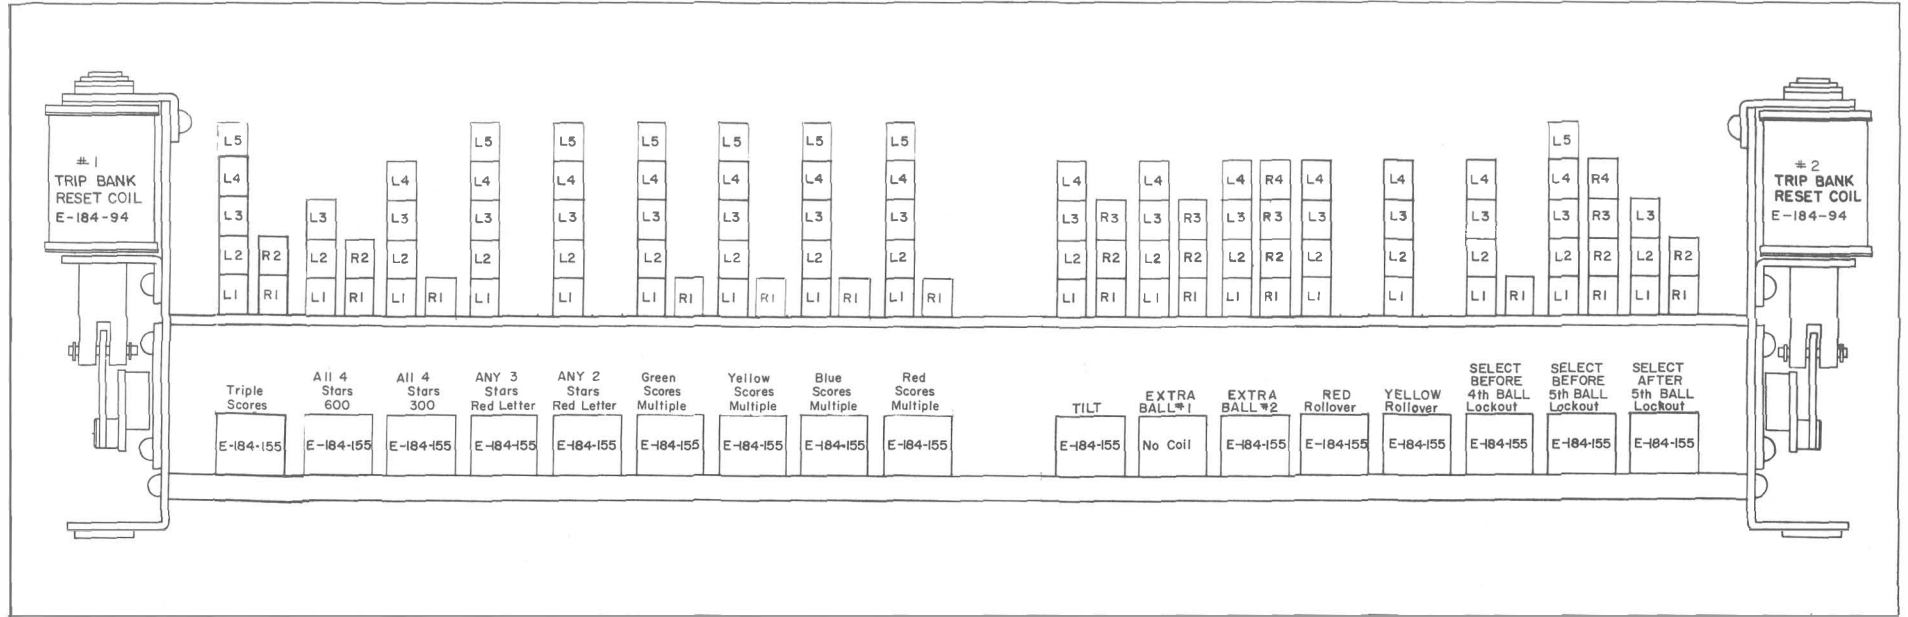 # 1
TRIP BANK
RESET COIL
E-184-94
L5 L5 L5 L5 L5 L5 L5 L5
L4 L4 L4 L4 L4 L4 L4 L4 L4 L4 L4 R4 L4 L4 L4 L4 R4
L3 L3 L3 L3 L3 L3 L3 L3 L3 L3 R3 L3 R3 L3 R3 L3 L3 L3 L3 R3 L3
L2 R2 L2 R2 L2 L2 L2 L2 L2 L2 L2 L2 R2 L2 R2 L2 R2 L2 L2 L2 L2 R2 L2 R2
L1 R1 L1 R1 L1 R1 L1 L1 L1 R1 L1 R1 L1 R1 L1 R1 L1 R1 L1 R1 L1 R1 L1 L1 L1 R1 L1 R1 L1 R1
#2
TRIP BANK
RESET COIL
E-184-94
Triple
Scores
E-184-155
All 4
Stars
600
E-184-155
All 4
Stars
300
E-184-155
ANY 3
Stars
Red Letter
E-184-155
ANY 2
Stars
Red Letter
E-184-155
Green
Scores
Multiple
E-184-155
Yellow
Scores
Multiple
E-184-155
Blue
Scores
Multiple
E-184-155
Red
Scores
Multiple
E-184-155
TILT
E-184-155
EXTRA
BALL#1
No Coil
EXTRA
BALL#2
E-184-155
RED
Rollover
E-184-155
YELLOW
Rollover
E-184-155
SELECT
BEFORE
4th BALL
Lockout
E-184-155
SELECT
BEFORE
5th BALL
Lockout
E-184-155
SELECT
AFTER
5th BALL
Lockout
E-184-155